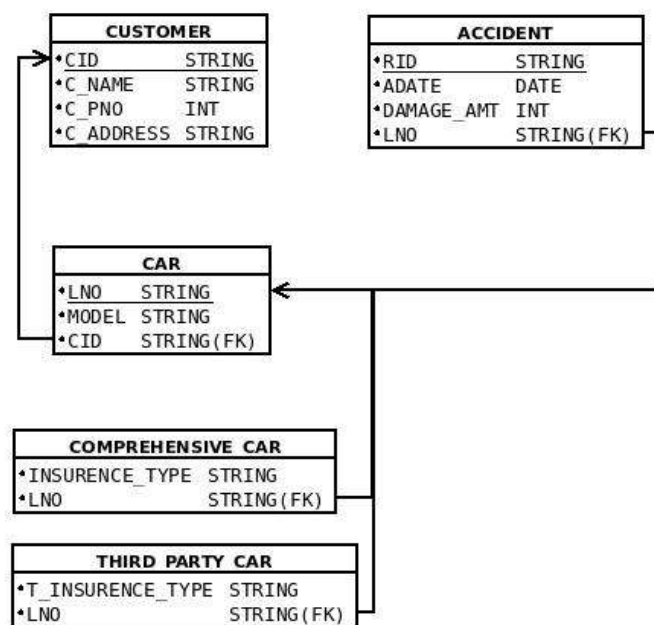 CUSTOMER
CID STRING
C_NAME STRING
C_PNO INT
C_ADDRESS STRING
ACCIDENT
RID STRING
ADATE DATE
DAMAGE_AMT INT
LNO STRING(FK)
CAR
LNO STRING
MODEL STRING
CID STRING(FK)
COMPREHENSIVE CAR
INSURENCE_TYPE STRING
LNO STRING(FK)
THIRD PARTY CAR
T_INSURENCE_TYPE STRING
LNO STRING(FK)